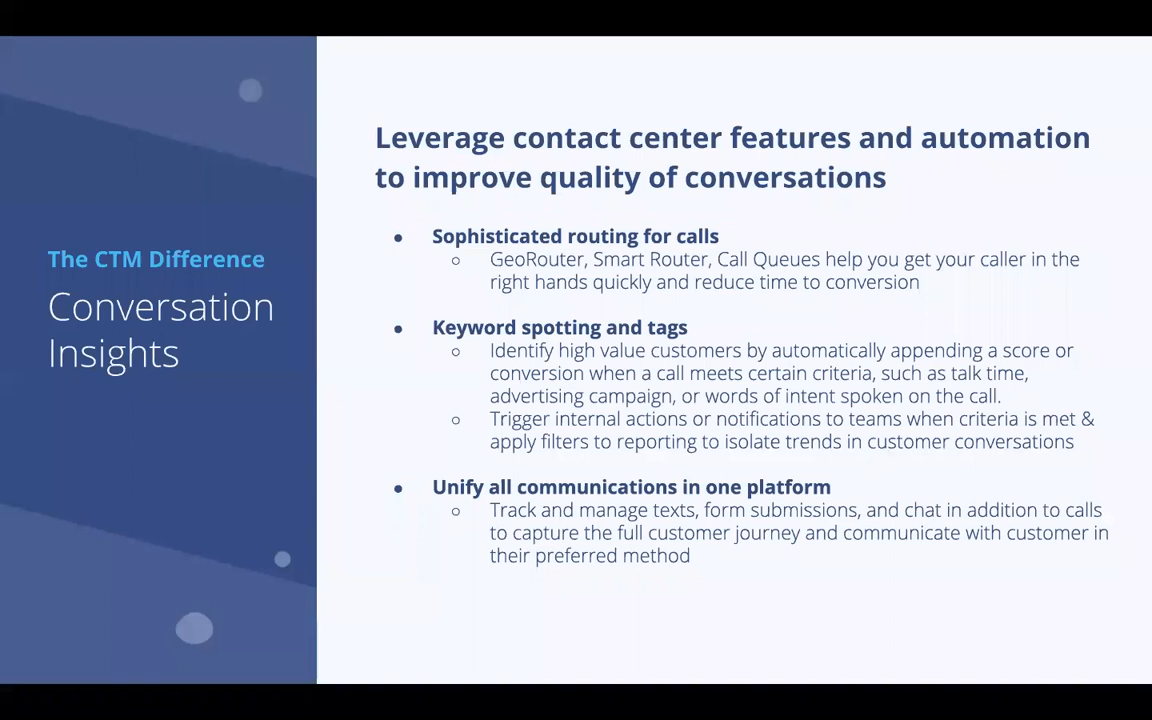 The CTM Difference
Conversation
Insights
Leverage contact center features and automation
to improve quality of conversations
● Sophisticated routing for calls
○ GeoRouter, Smart Router, Call Queues help you get your caller in the
right hands quickly and reduce time to conversion
● Keyword spotting and tags
○ Identify high value customers by automatically appending a score or
conversion when a call meets certain criteria, such as talk time,
advertising campaign, or words of intent spoken on the call.
○ Trigger internal actions or notifications to teams when criteria is met &
apply filters to reporting to isolate trends in customer conversations
● Unify all communications in one platform
○ Track and manage texts, form submissions, and chat in addition to calls
to capture the full customer journey and communicate with customer in
their preferred method